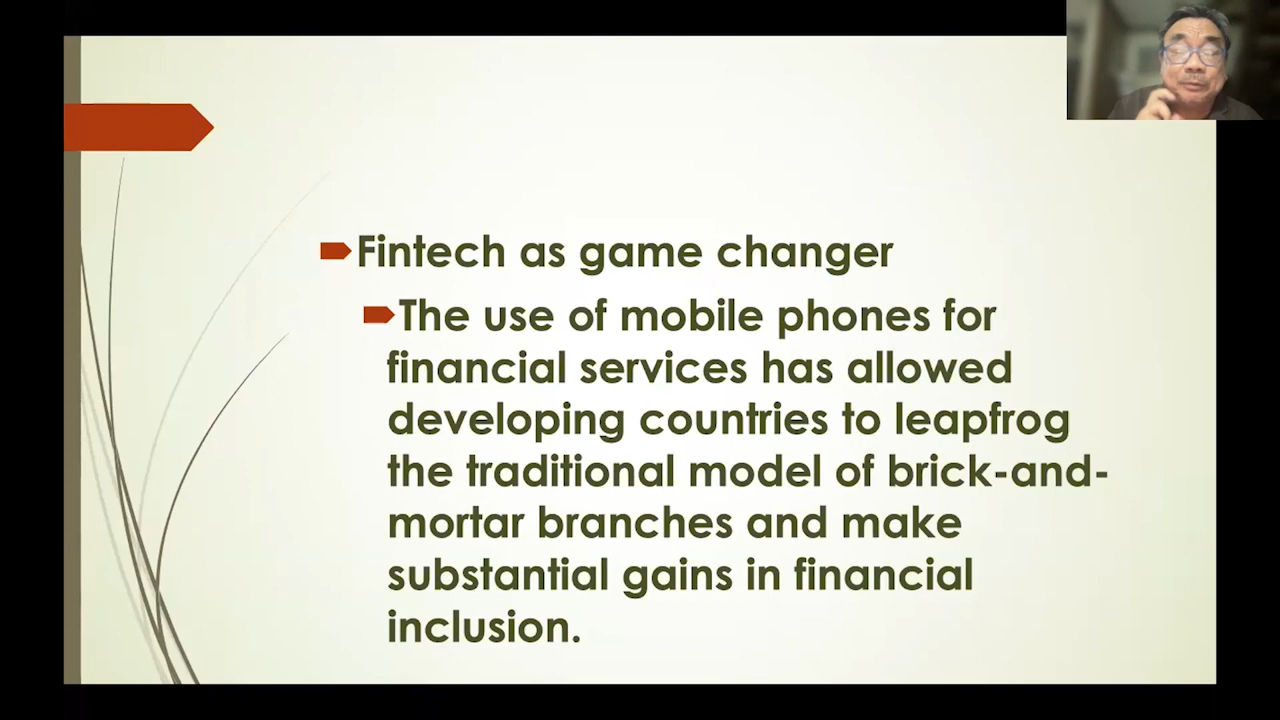 Fintech as game changer
The use of mobile phones for
financial services has allowed
developing countries to leapfrog
the traditional model of brick-and-
mortar branches and make
substantial gains in financial
inclusion.